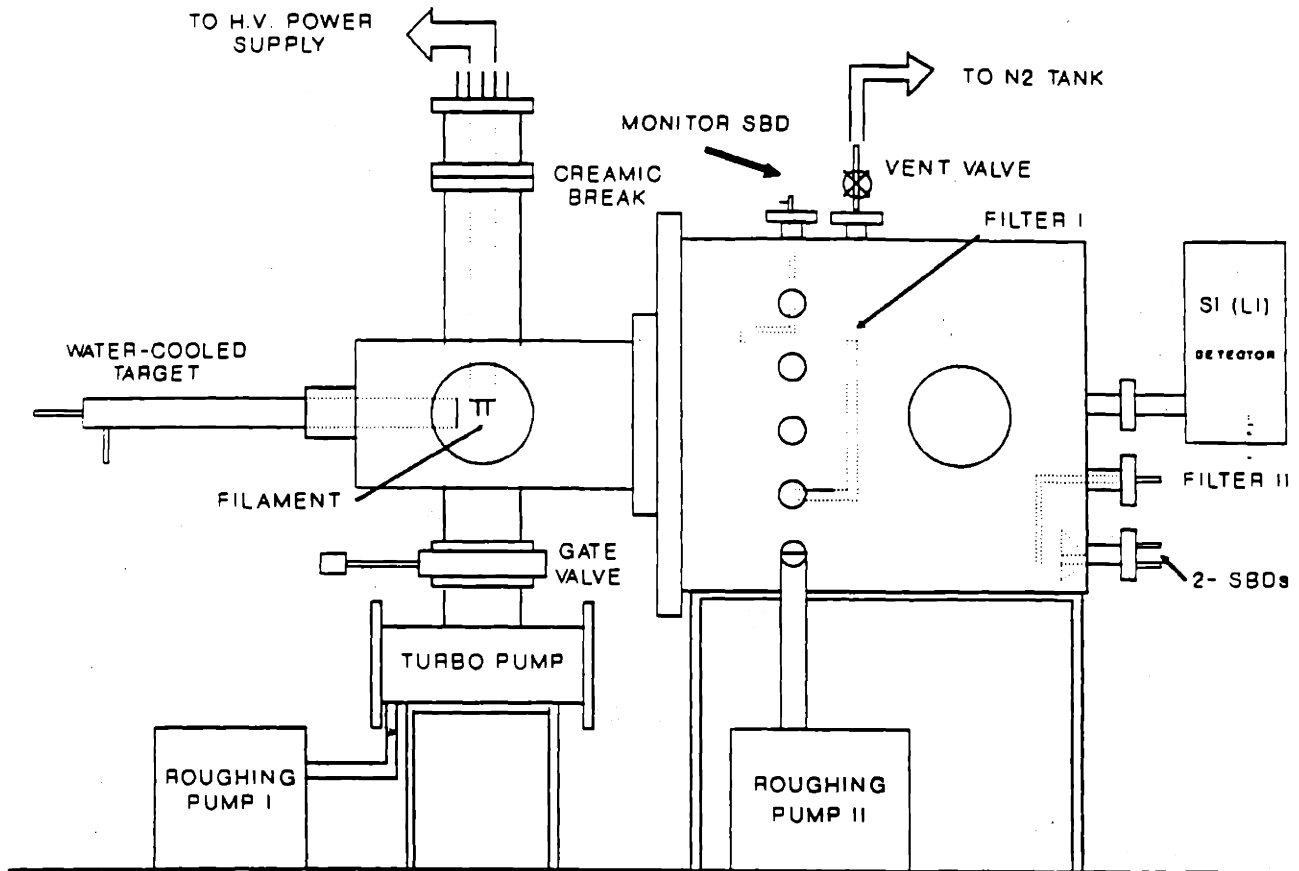 TO H.V. POWER
SUPPLY
TO N2 TANK
MONITOR SBD
VENT VALVE
CREAMIC
BREAK
FILTER I
SI (LI)
DETECTOR
WATER-COOLED
TARGET
FILAMENT
FILTER II
GATE
VALVE
2- SBDs
TURBO PUMP
ROUGHING
PUMP I
ROUGHING
PUMP II